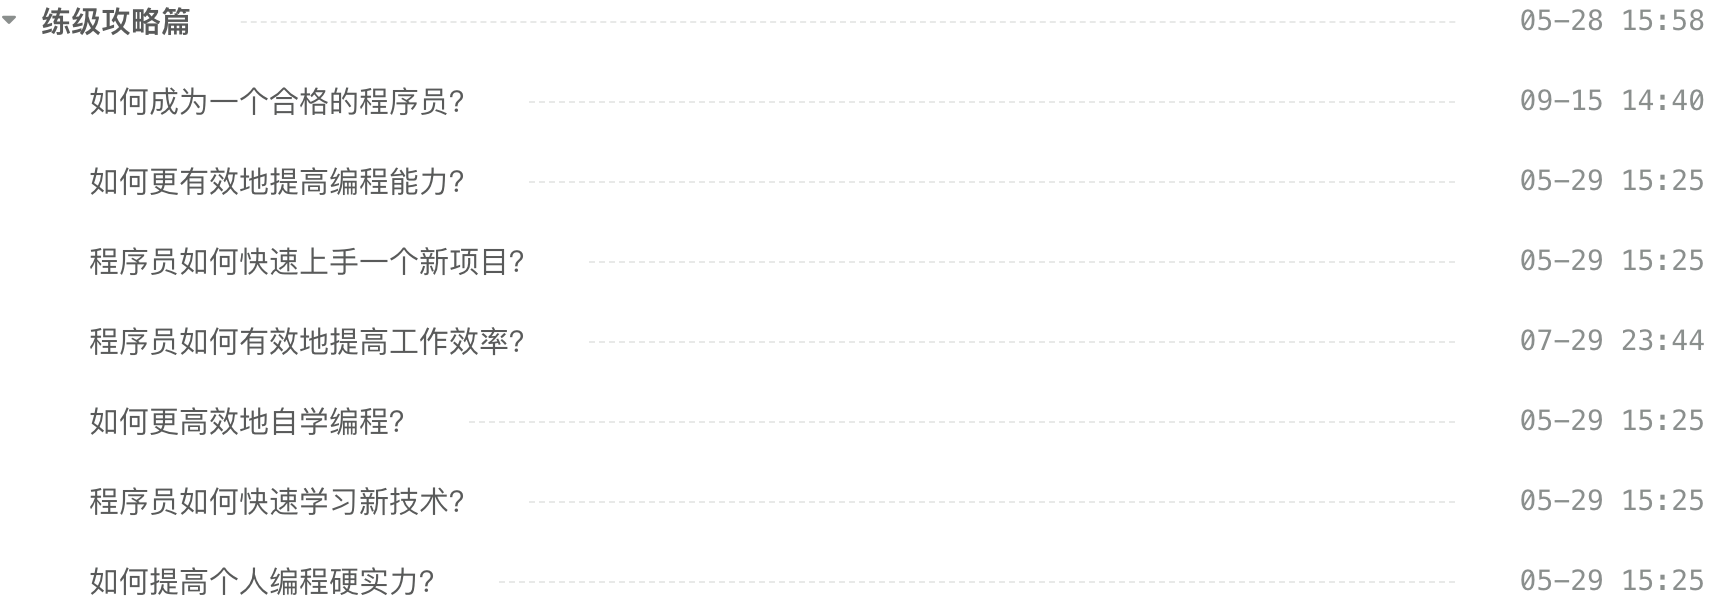 练级攻略篇 05-28 15:58
如何成为一个合格的程序员? 09-15 14:40
如何更有效地提高编程能力? 05-29 15:25
程序员如何快速上手一个新项目? 05-29 15:25
程序员如何有效地提高工作效率? 07-29 23:44
如何更高效地自学编程? 05-29 15:25
程序员如何快速学习新技术? 05-29 15:25
如何提高个人编程硬实力? 05-29 15:25